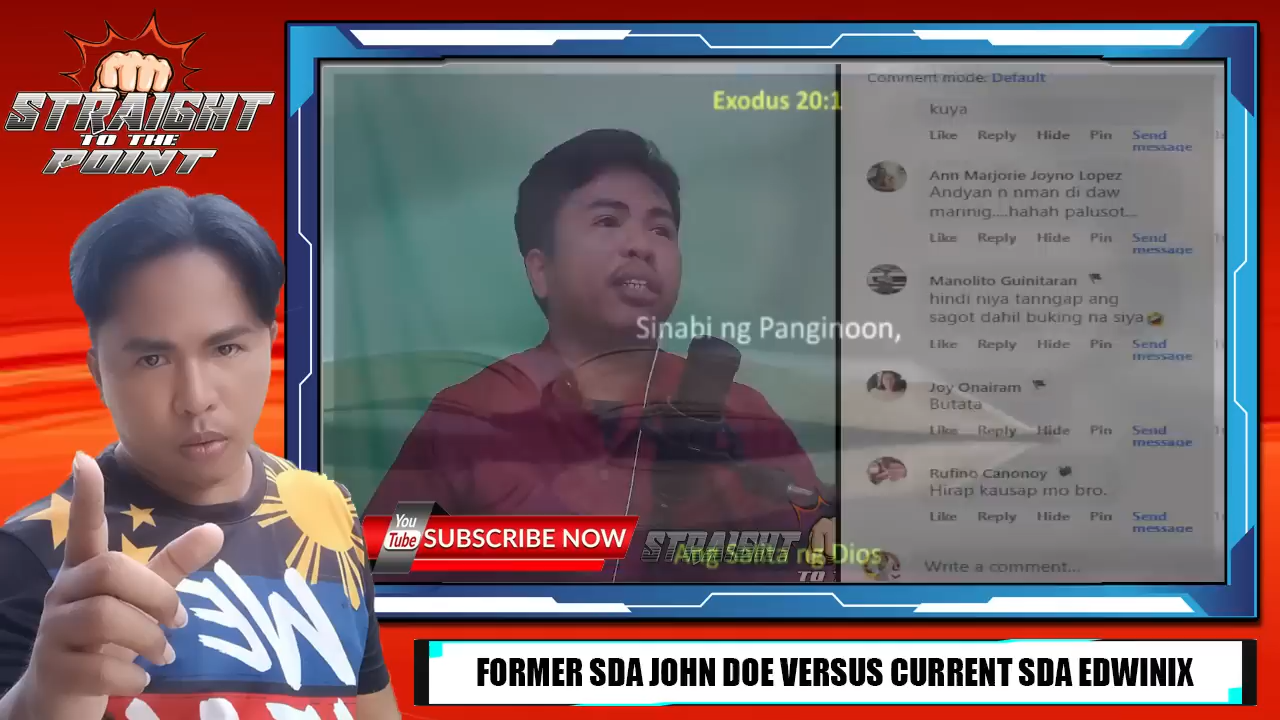 STRAIGHT
TO THE
POINT
Exodus 20:1
Sinabi ng Panginoon,
Ang Salita ng Dios
Comment mode: Default
kuya
Like Reply Hide Pin Send message
Ann Marjorie Joyno Lopez
Andyan n nman di daw
marinig....hahah palusot...
Like Reply Hide Pin Send message
Manolito Guinitaran
hindi niya tanngap ang
sagot dahil buking na siya
Like Reply Hide Pin Send message
Joy Onairam
Butata
Like Reply Hide Pin Send message
Rufino Canonoy
Hirap kausap mo bro.
Like Reply Hide Pin Send message
Write a comment...
You
Tube
SUBSCRIBE NOW
STRAIGHT
TO
FORMER SDA JOHN DOE VERSUS CURRENT SDA EDWINIX